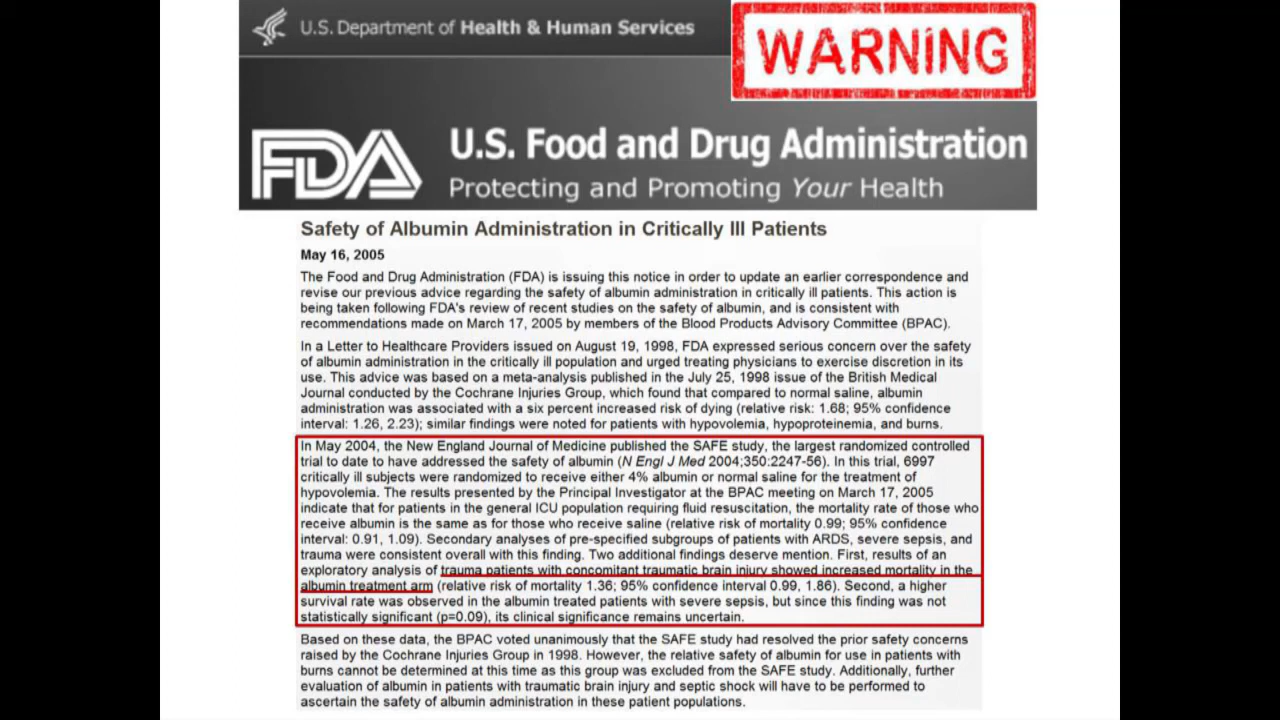 U.S. Department of Health & Human Services
WARNING
FDA
U.S. Food and Drug Administration
Protecting and Promoting Your Health
Safety of Albumin Administration in Critically Ill Patients
May 16, 2005
The Food and Drug Administration (FDA) is issuing this notice in order to update an earlier correspondence and
revise our previous advice regarding the safety of albumin administration in critically ill patients. This action is
being taken following FDA's review of recent studies on the safety of albumin, and is consistent with
recommendations made on March 17, 2005 by members of the Blood Products Advisory Committee (BPAC).
In a Letter to Healthcare Providers issued on August 19, 1998, FDA expressed serious concern over the safety
of albumin administration in the critically ill population and urged treating physicians to exercise discretion in its
use. This advice was based on a meta-analysis published in the July 25, 1998 issue of the British Medical
Journal conducted by the Cochrane Injuries Group, which found that compared to normal saline, albumin
administration was associated with a six percent increased risk of dying (relative risk: 1.68; 95% confidence
interval: 1.26, 2.23); similar findings were noted for patients with hypovolemia, hypoproteinemia, and burns.
In May 2004, the New England Journal of Medicine published the SAFE study, the largest randomized controlled
trial to date to have addressed the safety of albumin (N Engl J Med 2004;350:2247-56). In this trial, 6997
critically ill subjects were randomized to receive either 4% albumin or normal saline for the treatment of
hypovolemia. The results presented by the Principal Investigator at the BPAC meeting on March 17, 2005
indicate that for patients in the general ICU population requiring fluid resuscitation, the mortality rate of those who
receive albumin is the same as for those who receive saline (relative risk of mortality 0.99; 95% confidence
interval: 0.91, 1.09). Secondary analyses of pre-specified subgroups of patients with ARDS, severe sepsis, and
trauma were consistent overall with this finding. Two additional findings deserve mention. First, results of an
exploratory analysis of trauma patients with concomitant traumatic brain injury showed increased mortality in the
albumin treatment arm (relative risk of mortality 1.36; 95% confidence interval 0.99, 1.86). Second, a higher
survival rate was observed in the albumin treated patients with severe sepsis, but since this finding was not
statistically significant (p=0.09), its clinical significance remains uncertain.
Based on these data, the BPAC voted unanimously that the SAFE study had resolved the prior safety concerns
raised by the Cochrane Injuries Group in 1998. However, the relative safety of albumin for use in patients with
burns cannot be determined at this time as this group was excluded from the SAFE study. Additionally, further
evaluation of albumin in patients with traumatic brain injury and septic shock will have to be performed to
ascertain the safety of albumin administration in these patient populations.